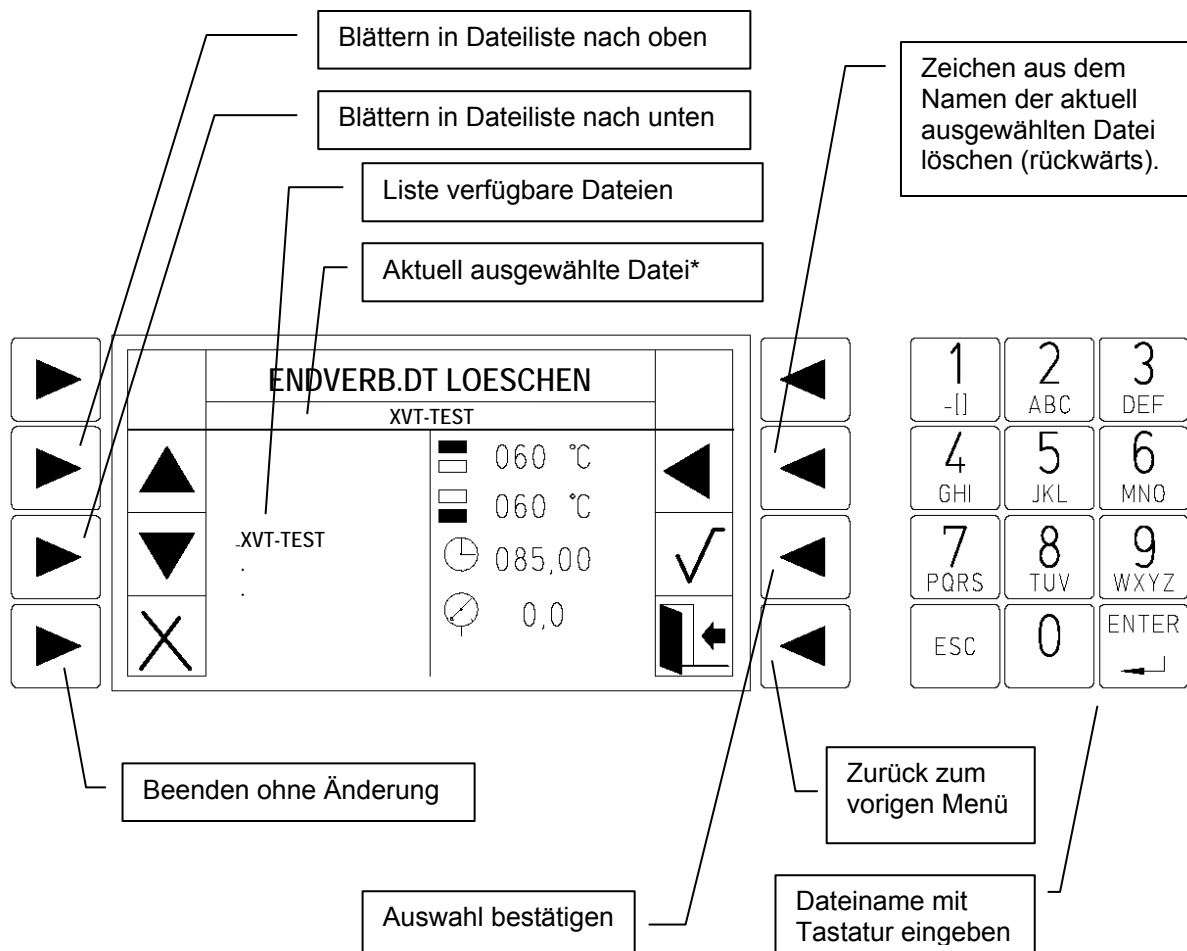 Blättern in Dateiliste nach oben
Blättern in Dateiliste nach unten
Liste verfügbare Dateien
Aktuell ausgewählte Datei*
Zeichen aus dem
Namen der aktuell
ausgewählten Datei
löschen (rückwärts).
ENDVERB.DT LOESCHEN
XVT-TEST
060 °C
060 °C
XVT-TEST
085,00
0,0
1
-[]
2
ABC
3
DEF
4
GHI
5
JKL
6
MNO
7
PQRS
8
TUV
9
WXYZ
ESC
0
ENTER
Beenden ohne Änderung
Zurück zum
vorigen Menü
Auswahl bestätigen
Dateiname mit
Tastatur eingeben